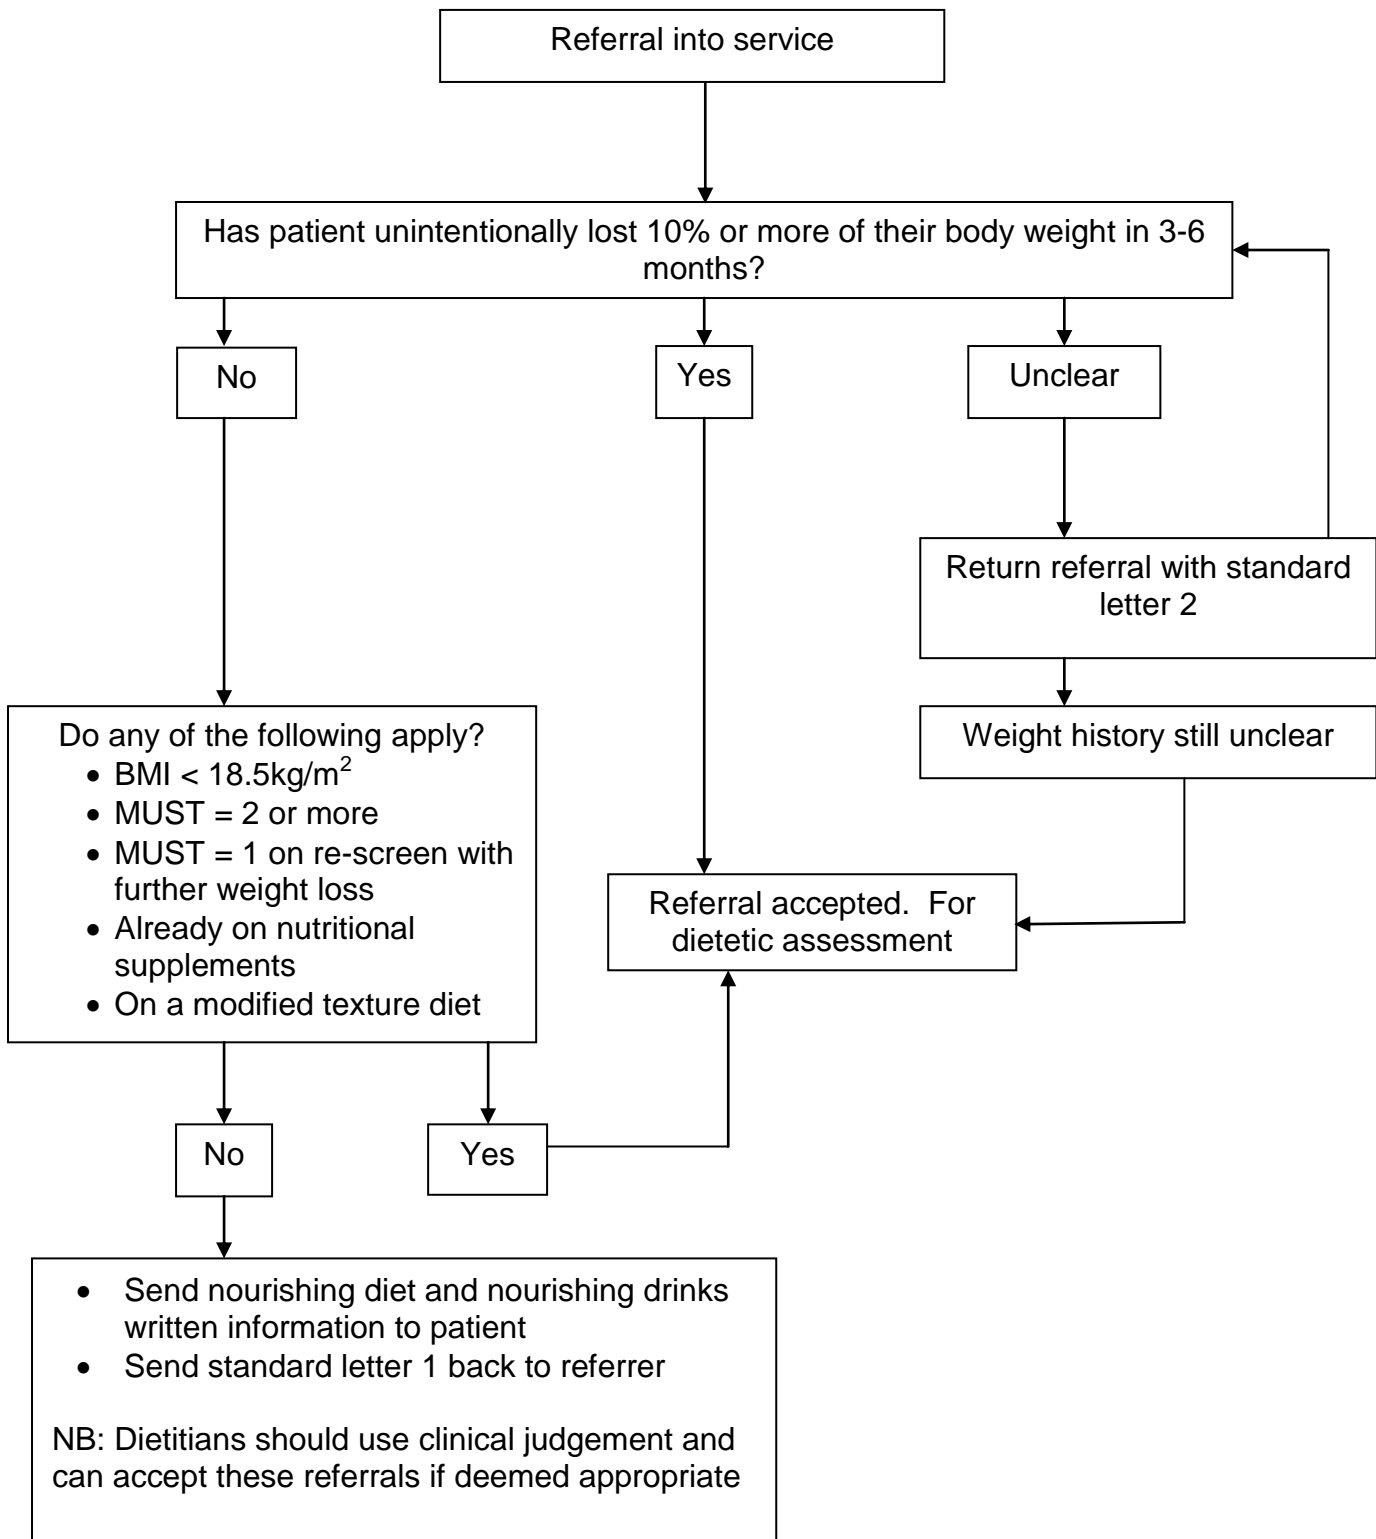 Referral into service
Has patient unintentionally lost 10% or more of their body weight in 3-6
months?
No
Yes
Unclear
Return referral with standard
letter 2
Weight history still unclear
Do any of the following apply?
• BMI < 18.5kg/m²
• MUST = 2 or more
• MUST = 1 on re-screen with
further weight loss
• Already on nutritional
supplements
• On a modified texture diet
Referral accepted.  For
dietetic assessment
No
Yes
• Send nourishing diet and nourishing drinks
written information to patient
• Send standard letter 1 back to referrer
NB: Dietitians should use clinical judgement and
can accept these referrals if deemed appropriate